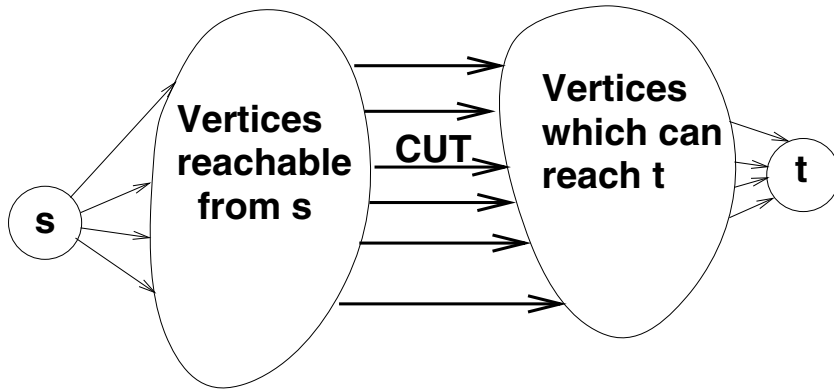 s
Vertices
reachable
from s
CUT
Vertices
which can
reach t
t